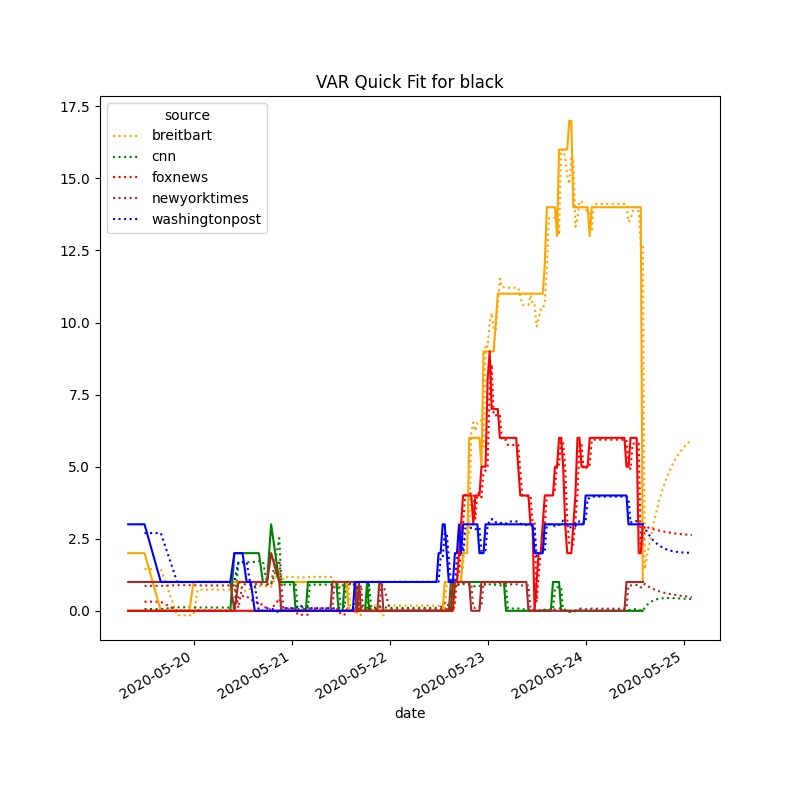 VAR Quick Fit for black
17.5
15.0
12.5
10.0
7.5
5.0
2.5
0.0
source
breitbart
cnn
foxnews
newyorktimes
washingtonpost
2020-05-20
2020-05-21
2020-05-22
2020-05-23
2020-05-24
2020-05-25
date